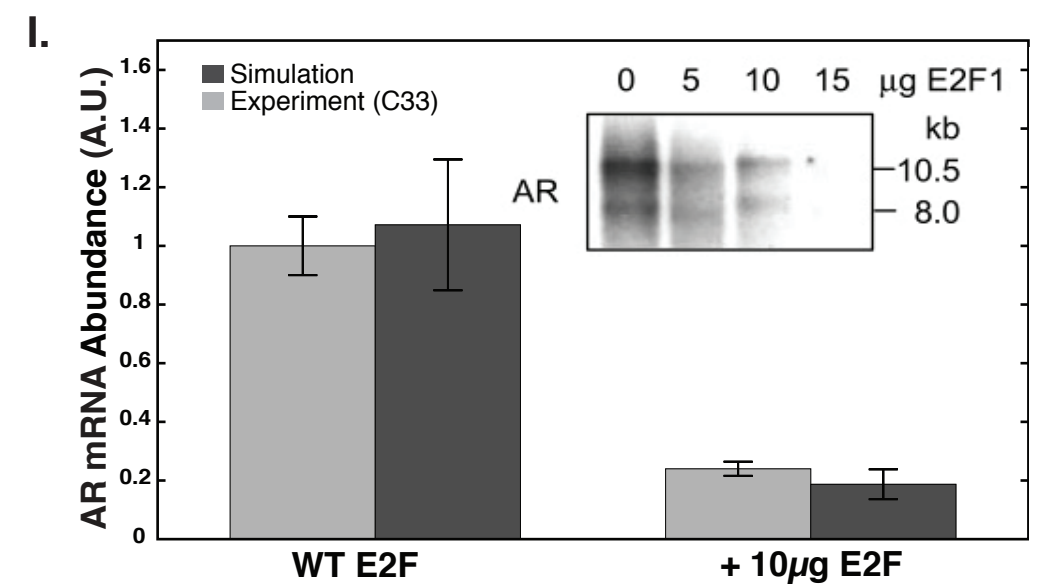 I.
AR mRNA Abundance (A.U.)
1.6
1.4
1.2
1
0.8
0.6
0.4
0.2
0
Simulation
Experiment (C33)
0 5 10 15 μg E2F1
kb
AR
10.5
8.0
WT E2F
+ 10μg E2F